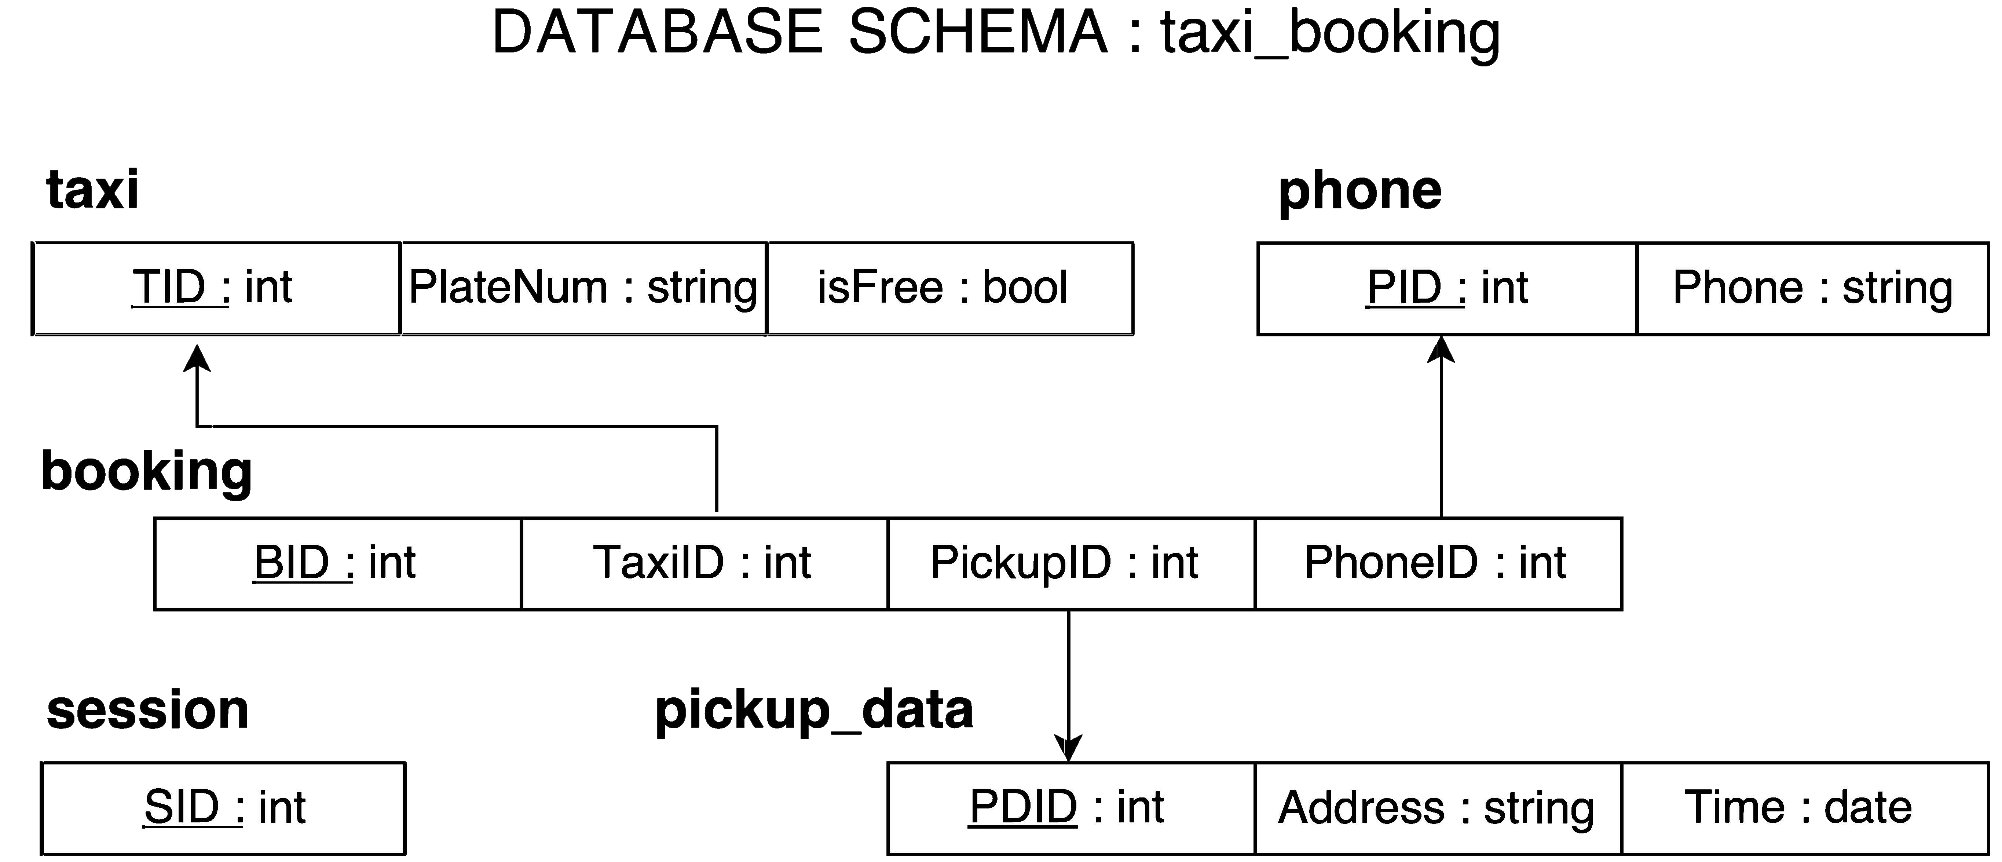 DATABASE SCHEMA : taxi_booking
taxi
TID : int
PlateNum : string
isFree : bool
phone
PID : int
Phone : string
booking
BID : int
TaxiID : int
PickupID : int
PhoneID : int
session
SID : int
pickup_data
PDID : int
Address : string
Time : date